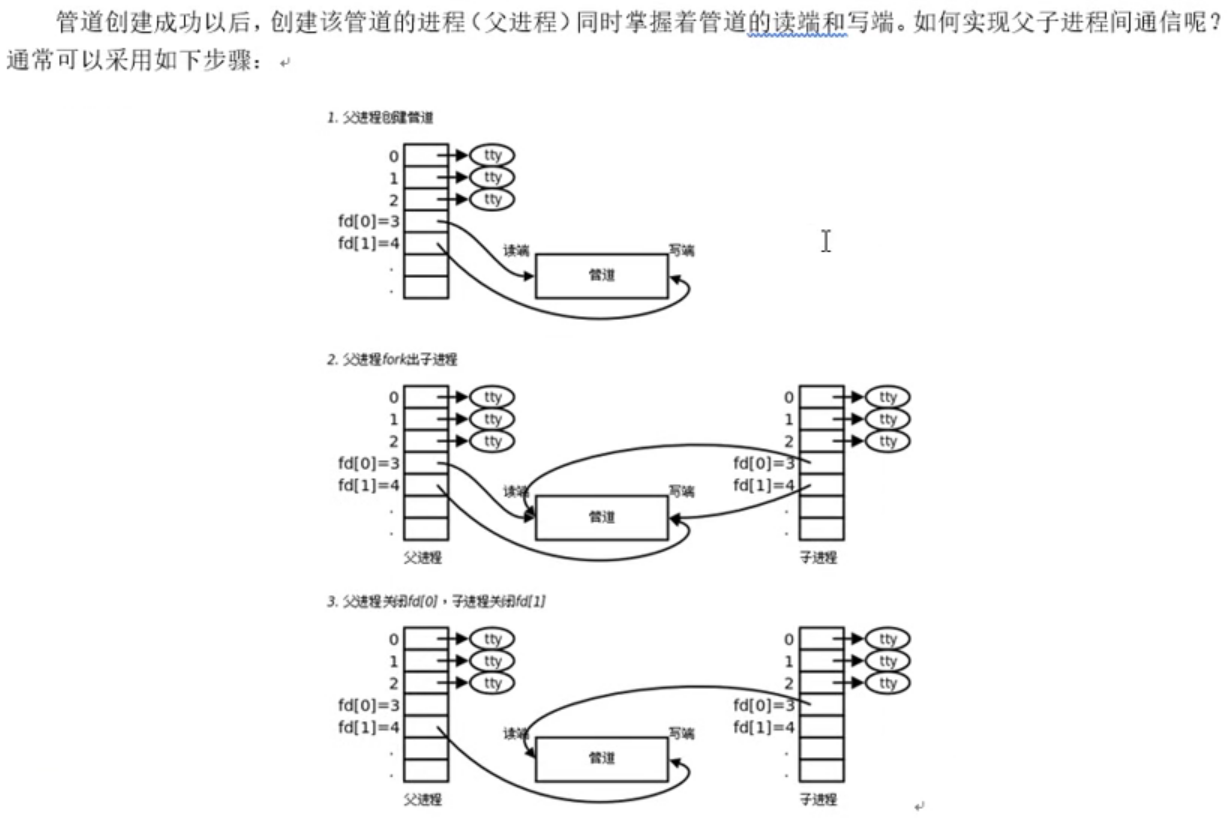 管道创建成功以后，创建该管道的进程（父进程）同时掌握着管道的读端和写端。如何实现父子进程间通信呢？
通常可以采用如下步骤：
1. 父进程创建管道
0 tty
1 tty
2 tty
fd[0]=3
fd[1]=4
读端 写端
管道
.
.
2. 父进程fork出子进程
0 tty 0 tty
1 tty 1 tty
2 tty 2 tty
fd[0]=3 fd[0]=3
fd[1]=4 读端 写端 fd[1]=4
. 管道 .
. .
父进程 子进程
3. 父进程关闭fd[0]，子进程关闭fd[1]
0 tty 0 tty
1 tty 1 tty
2 tty 2 tty
fd[0]=3 fd[0]=3
fd[1]=4 读端 写端 fd[1]=4
. 管道 .
. .
父进程 子进程